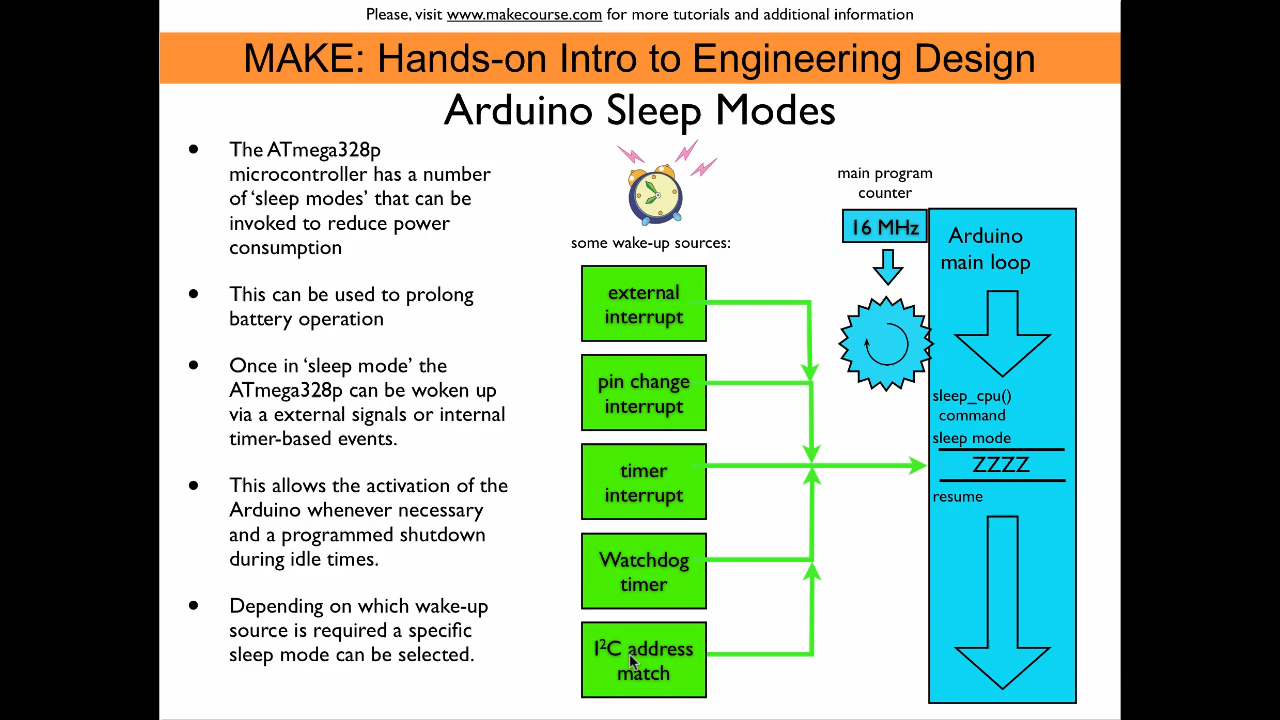 Please, visit www.makecourse.com for more tutorials and additional information
MAKE: Hands-on Intro to Engineering Design
Arduino Sleep Modes
• The ATmega328p
microcontroller has a number
of ‘sleep modes’ that can be
invoked to reduce power
consumption
• This can be used to prolong
battery operation
• Once in ‘sleep mode’ the
ATmega328p can be woken up
via a external signals or internal
timer-based events.
• This allows the activation of the
Arduino whenever necessary
and a programmed shutdown
during idle times.
• Depending on which wake-up
source is required a specific
sleep mode can be selected.
some wake-up sources:
external
interrupt
pin change
interrupt
timer
interrupt
Watchdog
timer
I²C address
match
main program
counter
16 MHz
Arduino
main loop
sleep_cpu()
command
sleep mode
ZZZZ
resume